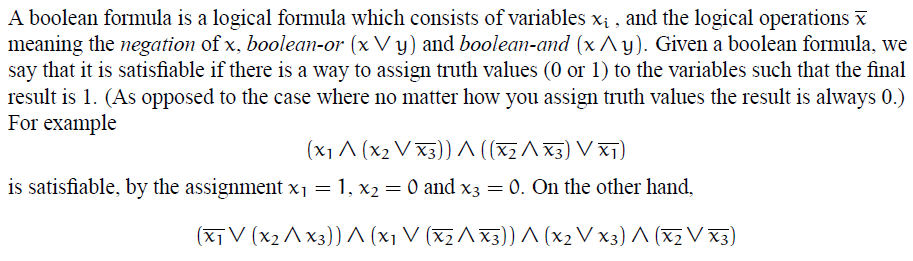 A boolean formula is a logical formula which consists of variables xᵢ , and the logical operations x̅
meaning the negation of x, boolean-or (x ∨ y) and boolean-and (x ∧ y). Given a boolean formula, we
say that it is satisfiable if there is a way to assign truth values (0 or 1) to the variables such that the final
result is 1. (As opposed to the case where no matter how you assign truth values the result is always 0.)
For example
(x₁ ∧ (x₂ ∨ x̅₃)) ∧ ((x̅₂ ∧ x̅₃) ∨ x̅₁)
is satisfiable, by the assignment x₁ = 1, x₂ = 0 and x₃ = 0. On the other hand,
(x̅₁ ∨ (x₂ ∧ x₃)) ∧ (x₁ ∨ (x̅₂ ∧ x̅₃)) ∧ (x₂ ∨ x₃) ∧ (x̅₂ ∨ x̅₃)